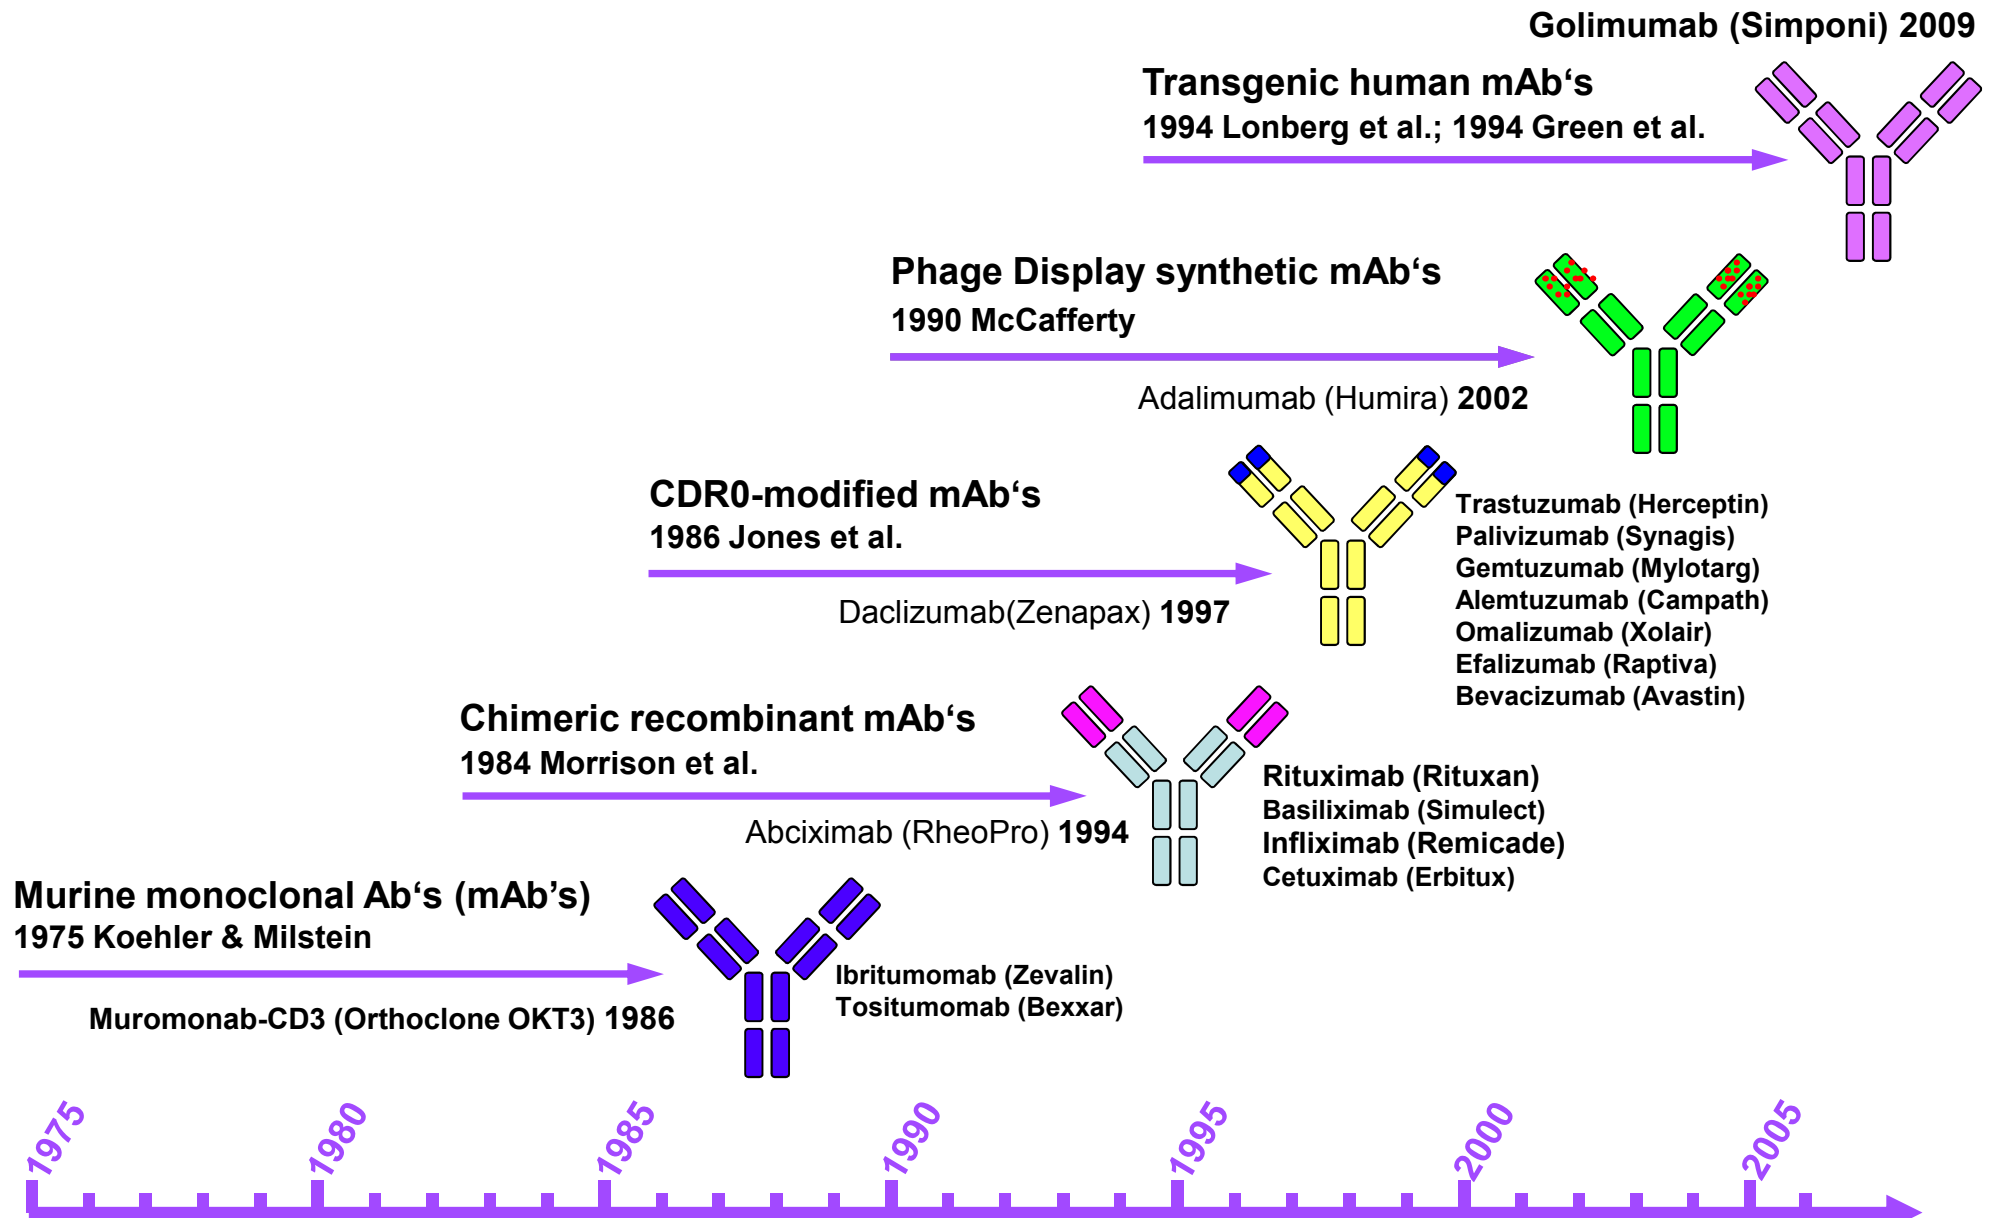 Golimumab (Simponi) 2009
Transgenic human mAb‘s
1994 Lonberg et al.; 1994 Green et al.
Phage Display synthetic mAb‘s
1990 McCafferty
Adalimumab (Humira) 2002
CDR0-modified mAb‘s
1986 Jones et al.
Daclizumab(Zenapax) 1997
Trastuzumab (Herceptin)
Palivizumab (Synagis)
Gemtuzumab (Mylotarg)
Alemtuzumab (Campath)
Omalizumab (Xolair)
Efalizumab (Raptiva)
Bevacizumab (Avastin)
Chimeric recombinant mAb‘s
1984 Morrison et al.
Abciximab (RheoPro) 1994
Rituximab (Rituxan)
Basiliximab (Simulect)
Infliximab (Remicade)
Cetuximab (Erbitux)
Murine monoclonal Ab‘s (mAb’s)
1975 Koehler & Milstein
Muromonab-CD3 (Orthoclone OKT3) 1986
Ibritumomab (Zevalin)
Tositumomab (Bexxar)
1975
1980
1985
1990
1995
2000
2005